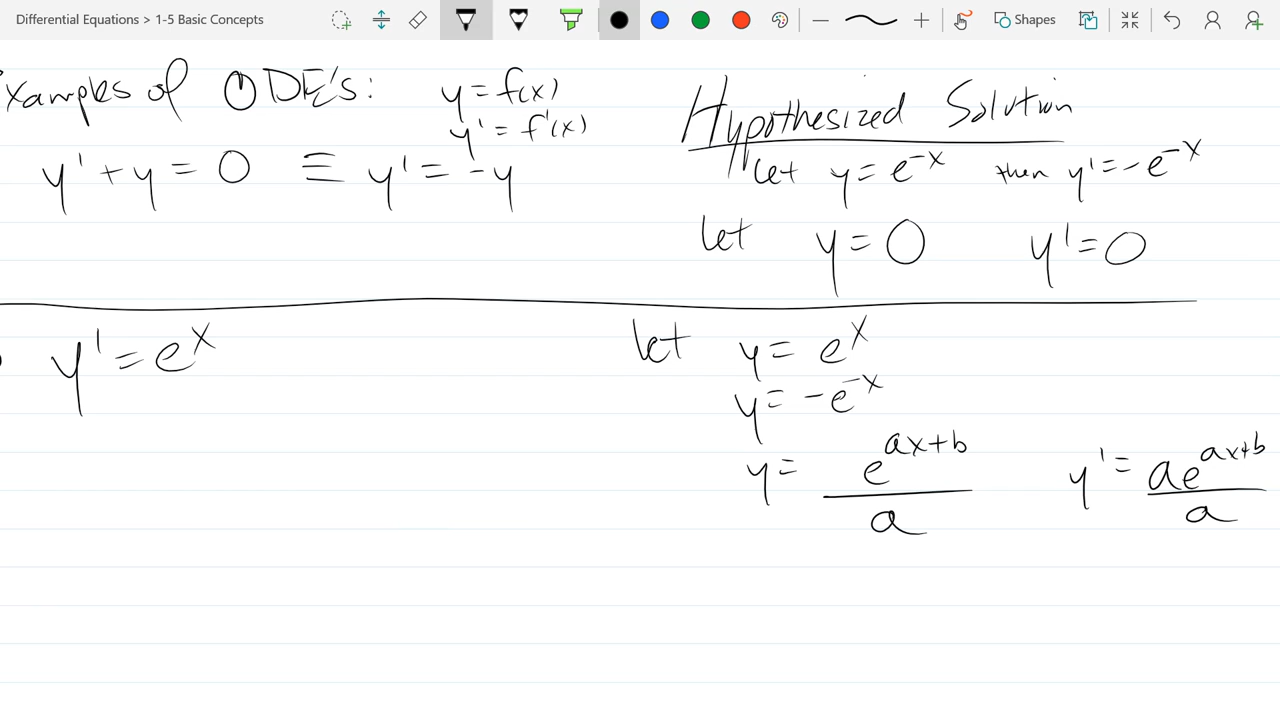 Differential Equations > 1-5 Basic Concepts
Shapes
xamples of ODE's: y = f(x)
y' = f'(x)
y' + y = 0 ≡ y' = -y
Hypothesized Solution
Let y = e^-x then y' = -e^-x
let y = 0 y' = 0
y' = e^x
let y = e^x
y = -e^-x
y = e^(ax+b) / a y' = ae^(ax+b) / a